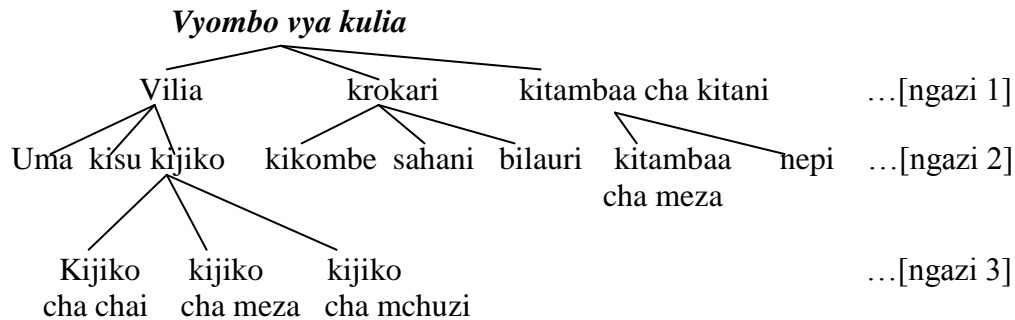 Vyombo vya kulia
Vilia krokari kitambaa cha kitani …[ngazi 1]
Uma kisu kijiko kikombe sahani bilauri kitambaa nepi …[ngazi 2]
cha meza
Kijiko kijiko kijiko …[ngazi 3]
cha chai cha meza cha mchuzi